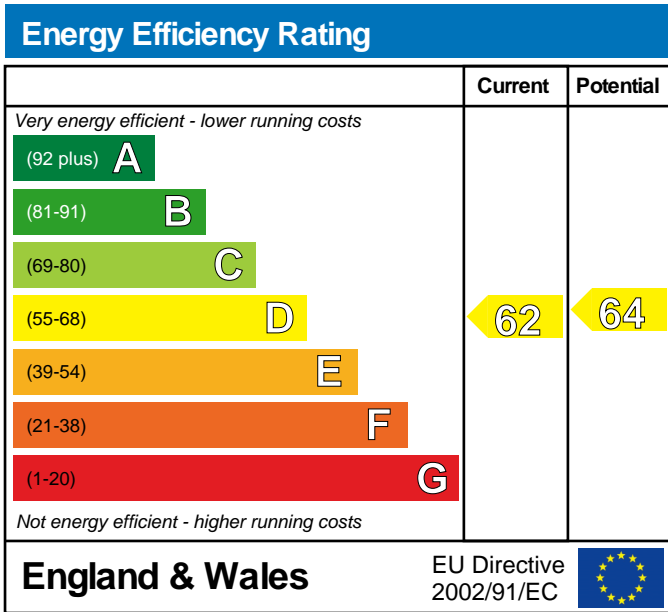 Energy Efficiency Rating
Current Potential
Very energy efficient - lower running costs
(92 plus) A
(81-91) B
(69-80) C
(55-68) D 62 64
(39-54) E
(21-38) F
(1-20) G
Not energy efficient - higher running costs
England & Wales
EU Directive
2002/91/EC